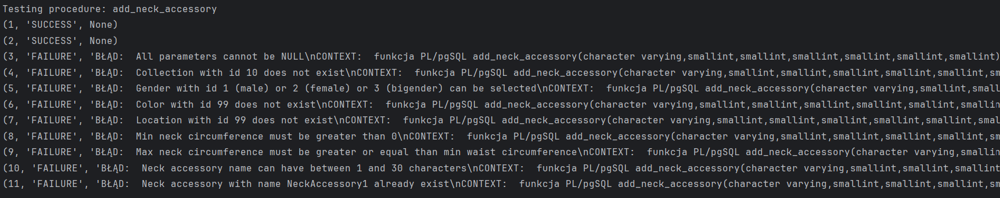 Testing procedure: add_neck_accessory
(1, 'SUCCESS', None)
(2, 'SUCCESS', None)
(3, 'FAILURE', 'BŁĄD:  All parameters cannot be NULL\nCONTEXT:  funkcja PL/pgSQL add_neck_accessory(character varying,smallint,smallint,smallint,smallint,smallint,smallint)
(4, 'FAILURE', 'BŁĄD:  Collection with id 10 does not exist\nCONTEXT:  funkcja PL/pgSQL add_neck_accessory(character varying,smallint,smallint,smallint,smallint,smallint,sm
(5, 'FAILURE', 'BŁĄD:  Gender with id 1 (male) or 2 (female) or 3 (bigender) can be selected\nCONTEXT:  funkcja PL/pgSQL add_neck_accessory(character varying,smallint,small
(6, 'FAILURE', 'BŁĄD:  Color with id 99 does not exist\nCONTEXT:  funkcja PL/pgSQL add_neck_accessory(character varying,smallint,smallint,smallint,smallint,smallint,smallin
(7, 'FAILURE', 'BŁĄD:  Location with id 99 does not exist\nCONTEXT:  funkcja PL/pgSQL add_neck_accessory(character varying,smallint,smallint,smallint,smallint,smallint,smal
(8, 'FAILURE', 'BŁĄD:  Min neck circumference must be greater than 0\nCONTEXT:  funkcja PL/pgSQL add_neck_accessory(character varying,smallint,smallint,smallint,smallint,sm
(9, 'FAILURE', 'BŁĄD:  Max neck circumference must be greater or equal than min waist circumference\nCONTEXT:  funkcja PL/pgSQL add_neck_accessory(character varying,smallin
(10, 'FAILURE', 'BŁĄD:  Neck accessory name can have between 1 and 30 characters\nCONTEXT:  funkcja PL/pgSQL add_neck_accessory(character varying,smallint,smallint,smallint
(11, 'FAILURE', 'BŁĄD:  Neck accessory with name NeckAccessory1 already exist\nCONTEXT:  funkcja PL/pgSQL add_neck_accessory(character varying,smallint,smallint,smallint,sm